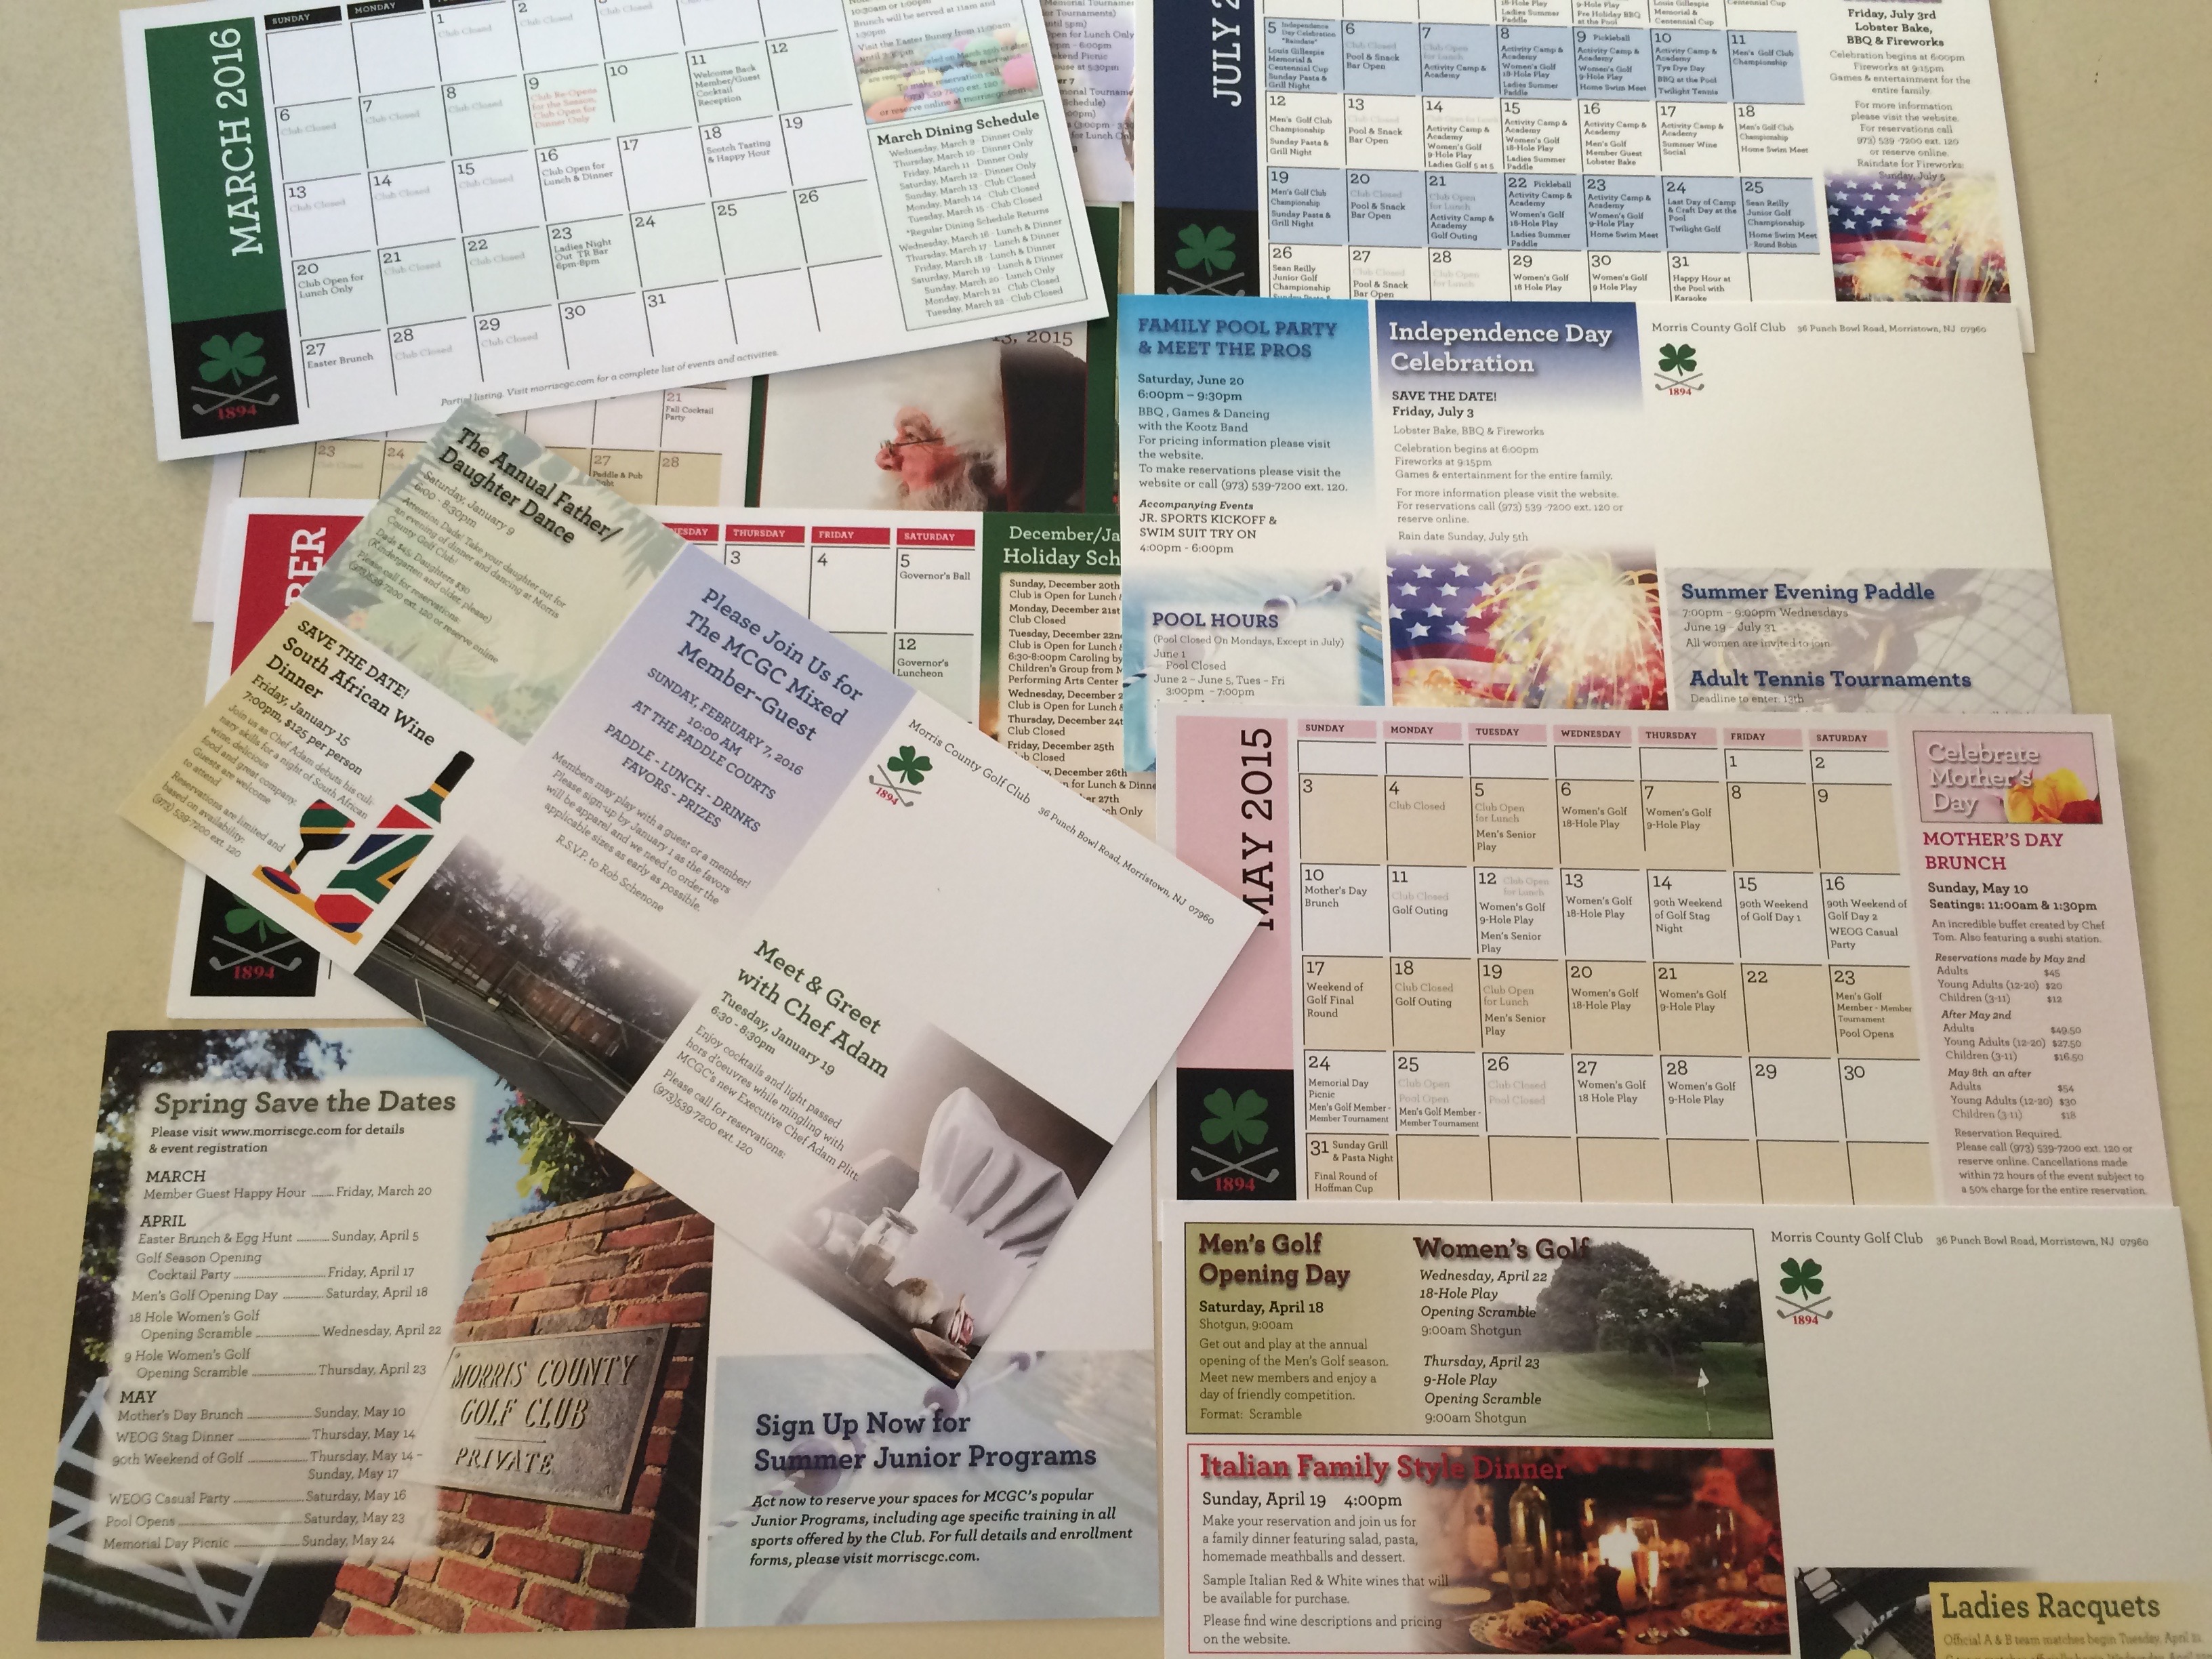 MARCH 2016
SUNDAY
MONDAY
1
Club Closed
2
6
Club Closed
7
Club Closed
8
Club Closed
9
Club Re-Opens
for the Season,
Club Open for
Dinner Only
10
11
Welcome Back
Member/Guest
Cocktail
Reception
12
13
Club Closed
14
Club Closed
15
Club Closed
16
Club Open for
Lunch & Dinner
17
18
Scotch Tasting
& Happy Hour
19
20
Club Open for
Lunch Only
21
Club Closed
22
Club Closed
23
Ladies Night
Out TR Bar
6pm-8pm
24
25
26
27
Easter Brunch
28
Club Closed
29
Club Closed
30
31
1894
listing. Visit morriscgc.com for a complete list of events and activities.
Brunch will be served at 11am and
1:30pm
Visit the Easter Bunny from 11:00am
To make reservation call
(973) 539-7200 ext. 120
or reserve online at morriscgc.com
March Dining Schedule
Wednesday, March 9 · Dinner Only
Thursday, March 10 · Dinner Only
Friday, March 11 · Dinner Only
Saturday, March 12 · Dinner Only
Sunday, March 13 · Club Closed
Monday, March 14 · Club Closed
Tuesday, March 15 · Club Closed
*Regular Dining Schedule Returns
Wednesday, March 16 · Lunch & Dinner
Thursday, March 17 · Lunch & Dinner
Friday, March 18 · Lunch & Dinner
Saturday, March 19 · Lunch & Dinner
Sunday, March 20 · Lunch Only
Monday, March 21 · Club Closed
Tuesday, March 22 · Club Closed
JULY 2
5 Independence
Day Celebration
"Raindate"
Louis Gillespie
Memorial &
Centennial Cup
Sunday Pasta &
Grill Night
6
Club Closed
Pool & Snack
Bar Open
7
Club Open
for Lunch
Activity Camp &
Academy
8
Activity Camp &
Academy
Women's Golf
18-Hole Play
Ladies Summer
Paddle
9 Pickleball
Activity Camp &
Academy
Women's Golf
9-Hole Play
Home Swim Meet
10
Activity Camp &
Academy
Tye Dye Day
BBQ at the Pool
Twilight Tennis
11
Men's Golf Club
Championship
12
Men's Golf Club
Championship
Sunday Pasta &
Grill Night
13
Club Closed
Pool & Snack
Bar Open
14
Club Open for Lunch
Activity Camp &
Academy
Women's Golf
9-Hole Play
Ladies Golf 5 at 5
15
Activity Camp &
Academy
Women's Golf
18-Hole Play
Ladies Summer
Paddle
16
Activity Camp &
Academy
Men's Golf
Member Guest
Lobster Bake
17
Activity Camp &
Academy
Summer Wine
Social
18
Men's Golf Club
Championship
Home Swim Meet
19
Men's Golf Club
Championship
Sunday Pasta &
Grill Night
20
Club Closed
Pool & Snack
Bar Open
21
Club Open
for Lunch
Activity Camp &
Academy
Golf Outing
22 Pickleball
Activity Camp &
Academy
Women's Golf
18-Hole Play
Ladies Summer
Paddle
23
Activity Camp &
Academy
Women's Golf
9-Hole Play
Home Swim Meet
24
Last Day of Camp
& Craft Day at the
Pool
Twilight Golf
25
Sean Reilly
Junior Golf
Championship
Home Swim Meet
- Round Robin
26
Sean Reilly
Junior Golf
Championship
27
Club Closed
Pool & Snack
Bar Open
28
Club Open
for Lunch
29
Women's Golf
18 Hole Play
30
Women's Golf
9 Hole Play
31
Happy Hour at
the Pool with
Karaoke
Friday, July 3rd
Lobster Bake,
BBQ & Fireworks
Celebration begins at 6:00pm
Fireworks at 9:15pm
Games & entertainment for the
entire family.
For more information
please visit the website.
For reservations call
973) 539 -7200 ext. 120
or reserve online.
Raindate for Fireworks:
Sunday, July 5
FAMILY POOL PARTY
& MEET THE PROS
Saturday, June 20
6:00pm – 9:30pm
BBQ , Games & Dancing
with the Kootz Band
For pricing information please visit
the website.
To make reservations please visit the
website or call (973) 539-7200 ext. 120.
Accompanying Events
JR. SPORTS KICKOFF &
SWIM SUIT TRY ON
4:00pm - 6:00pm
POOL HOURS
(Pool Closed On Mondays, Except in July)
June 1
Pool Closed
June 2 – June 5, Tues – Fri
3:00pm – 7:00pm
Independence Day
Celebration
SAVE THE DATE!
Friday, July 3
Lobster Bake, BBQ & Fireworks
Celebration begins at 6:00pm
Fireworks at 9:15pm
Games & entertainment for the entire family.
For more information please visit the website.
For reservations call (973) 539 -7200 ext. 120 or
reserve online.
Rain date Sunday, July 5th
Morris County Golf Club 36 Punch Bowl Road, Morristown, NJ 07960
1894
Summer Evening Paddle
7:00pm – 9:00pm Wednesdays
June 19 – July 31
All women are invited to join
Adult Tennis Tournaments
Deadline to enter: 13th
15, 2015
21
Fall Cocktail
Party
23
24
27
Paddle & Pub
Night
28
THURSDAY
FRIDAY
SATURDAY
3
4
5
Governor's Ball
12
Governor's
Luncheon
1894
December/Ja
Holiday Sch
Sunday, December 20th
Club is Open for Lunch
Monday, December 21st
Club Closed
Tuesday, December 22n
Club is Open for Lunch
6:30-8:00pm Caroling by
Children's Group from M
Performing Arts Center
Wednesday, December 2
Club is Open for Lunch
Thursday, December 24t
Club Closed
Friday, December 25th
b Closed
December 26th
n for Lunch & Dinne
er 27th
ch Only
The Annual Father/
Daughter Dance
Saturday, January 9
6:00 - 8:30pm
Attention Dads! Take your daughter out for
an evening of dinner and dancing at Morris
County Golf Club!
Dads $45, Daughters $30
(Kindergarten and older, please)
Please call for reservations:
(973)539-7200 ext. 120 or reserve online
SAVE THE DATE!
South African Wine
Dinner
Friday, January 15
7:00pm, $125 per person
Join us as Chef Adam debuts his culi-
nary skills for a night of South African
wine, delicious
food and great company.
Guests are welcome
to attend
Reservations are limited and
based on availability:
(973) 539-7200 ext. 120
Please Join Us for
The MCGC Mixed
Member-Guest
SUNDAY, FEBRUARY 7, 2016
10:00 AM
AT THE PADDLE COURTS
PADDLE - LUNCH - DRINKS
FAVORS - PRIZES
Members may play with a guest or a member!
Please sign-up by January 1 as the favors
will be apparel and we need to order the
applicable sizes as early as possible.
R.S.V.P. to Rob Schenone
Morris County Golf Club 36 Punch Bowl Road, Morristown, NJ 07960
1894
Meet & Greet
with Chef Adam
Tuesday, January 19
6:30 - 8:30pm
Enjoy cocktails and light passed
hors d'oeuvres while mingling with
MCGC's new Executive Chef Adam Plitt.
Please call for reservations:
(973)539-7200 ext. 120
MAY 2015
SUNDAY
MONDAY
TUESDAY
WEDNESDAY
THURSDAY
FRIDAY
SATURDAY
1
2
3
4
Club Closed
5
Club Open
for Lunch
Men's Senior
Play
6
Women's Golf
18-Hole Play
7
Women's Golf
9-Hole Play
8
9
10
Mother's Day
Brunch
11
Club Closed
Golf Outing
12 Club Open
for Lunch
Women's Golf
9-Hole Play
Men's Senior
Play
13
Women's Golf
18-Hole Play
14
90th Weekend
of Golf Stag
Night
15
90th Weekend
of Golf Day 1
16
90th Weekend of
Golf Day 2
WEOG Casual
Party
17
Weekend of
Golf Final
Round
18
Club Closed
Golf Outing
19
Club Open
for Lunch
Men's Senior
Play
20
Women's Golf
18-Hole Play
21
Women's Golf
9-Hole Play
22
23
Men's Golf
Member - Member
Tournament
Pool Opens
24
Memorial Day
Picnic
Men's Golf Member -
Member Tournament
25
Club Open
Pool Open
Men's Golf Member -
Member Tournament
26
Club Closed
Pool Closed
27
Women's Golf
18 Hole Play
28
Women's Golf
9-Hole Play
29
30
31 Sunday Grill
& Pasta Night
Final Round of
Hoffman Cup
1894
Celebrate
Mother's
Day
MOTHER'S DAY
BRUNCH
Sunday, May 10
Seatings: 11:00am & 1:30pm
An incredible buffet created by Chef
Tom. Also featuring a sushi station.
Reservations made by May 2nd
Adults $45
Young Adults (12-20) $20
Children (3-11) $12
After May 2nd
Adults $49.50
Young Adults (12-20) $27.50
Children (3-11) $16.50
May 8th an after
Adults $54
Young Adults (12-20) $30
Children (3-11) $18
Reservation Required.
Please call (973) 539-7200 ext. 120 or
reserve online. Cancellations made
within 72 hours of the event subject to
a 50% charge for the entire reservation.
Spring Save the Dates
Please visit www.morriscgc.com for details
& event registration
MARCH
Member Guest Happy Hour ........ Friday, March 20
APRIL
Easter Brunch & Egg Hunt ........ Sunday, April 5
Golf Season Opening
Cocktail Party ........ Friday, April 17
Men's Golf Opening Day ........ Saturday, April 18
18 Hole Women's Golf
Opening Scramble ........ Wednesday, April 22
9 Hole Women's Golf
Opening Scramble ........ Thursday, April 23
MAY
Mother's Day Brunch ........ Sunday, May 10
WEOG Stag Dinner ........ Thursday, May 14
90th Weekend of Golf ........ Thursday, May 14 –
Sunday, May 17
WEOG Casual Party ........ Saturday, May 16
Pool Opens ........ Saturday, May 23
Memorial Day Picnic ........ Sunday, May 24
MORRIS COUNTY
GOLF CLUB
PRIVATE
Sign Up Now for
Summer Junior Programs
Act now to reserve your spaces for MCGC's popular
Junior Programs, including age specific training in all
sports offered by the Club. For full details and enrollment
forms, please visit morriscgc.com.
Men's Golf
Opening Day
Saturday, April 18
Shotgun, 9:00am
Get out and play at the annual
opening of the Men's Golf season.
Meet new members and enjoy a
day of friendly competition.
Format: Scramble
Women's Golf
Wednesday, April 22
18-Hole Play
Opening Scramble
9:00am Shotgun
Thursday, April 23
9-Hole Play
Opening Scramble
9:00am Shotgun
Morris County Golf Club 36 Punch Bowl Road, Morristown, NJ 07960
1894
Italian Family Style Dinner
Sunday, April 19 4:00pm
Make your reservation and join us for
a family dinner featuring salad, pasta,
homemade meathballs and dessert.
Sample Italian Red & White wines that will
be available for purchase.
Please find wine descriptions and pricing
on the website.
Ladies Racquets
Official A & B team matches begin Tuesday, April 21